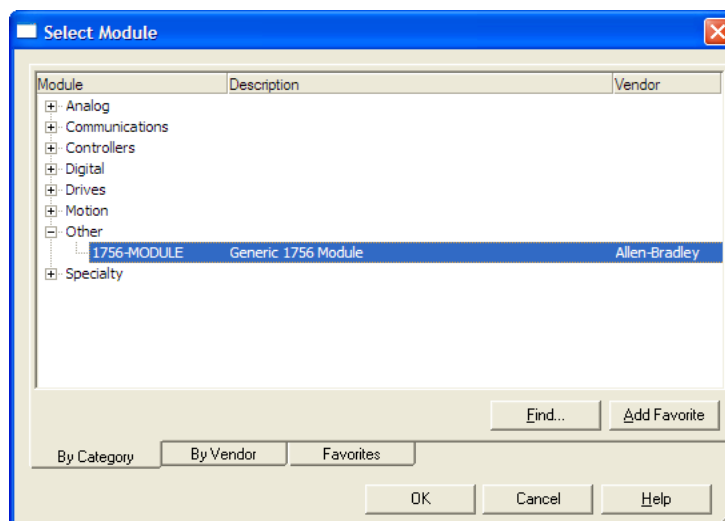 Select Module
Module Description Vendor
Analog
Communications
Controllers
Digital
Drives
Motion
Other
1756-MODULE Generic 1756 Module Allen-Bradley
Specialty
Find... Add Favorite
By Category By Vendor Favorites
OK Cancel Help